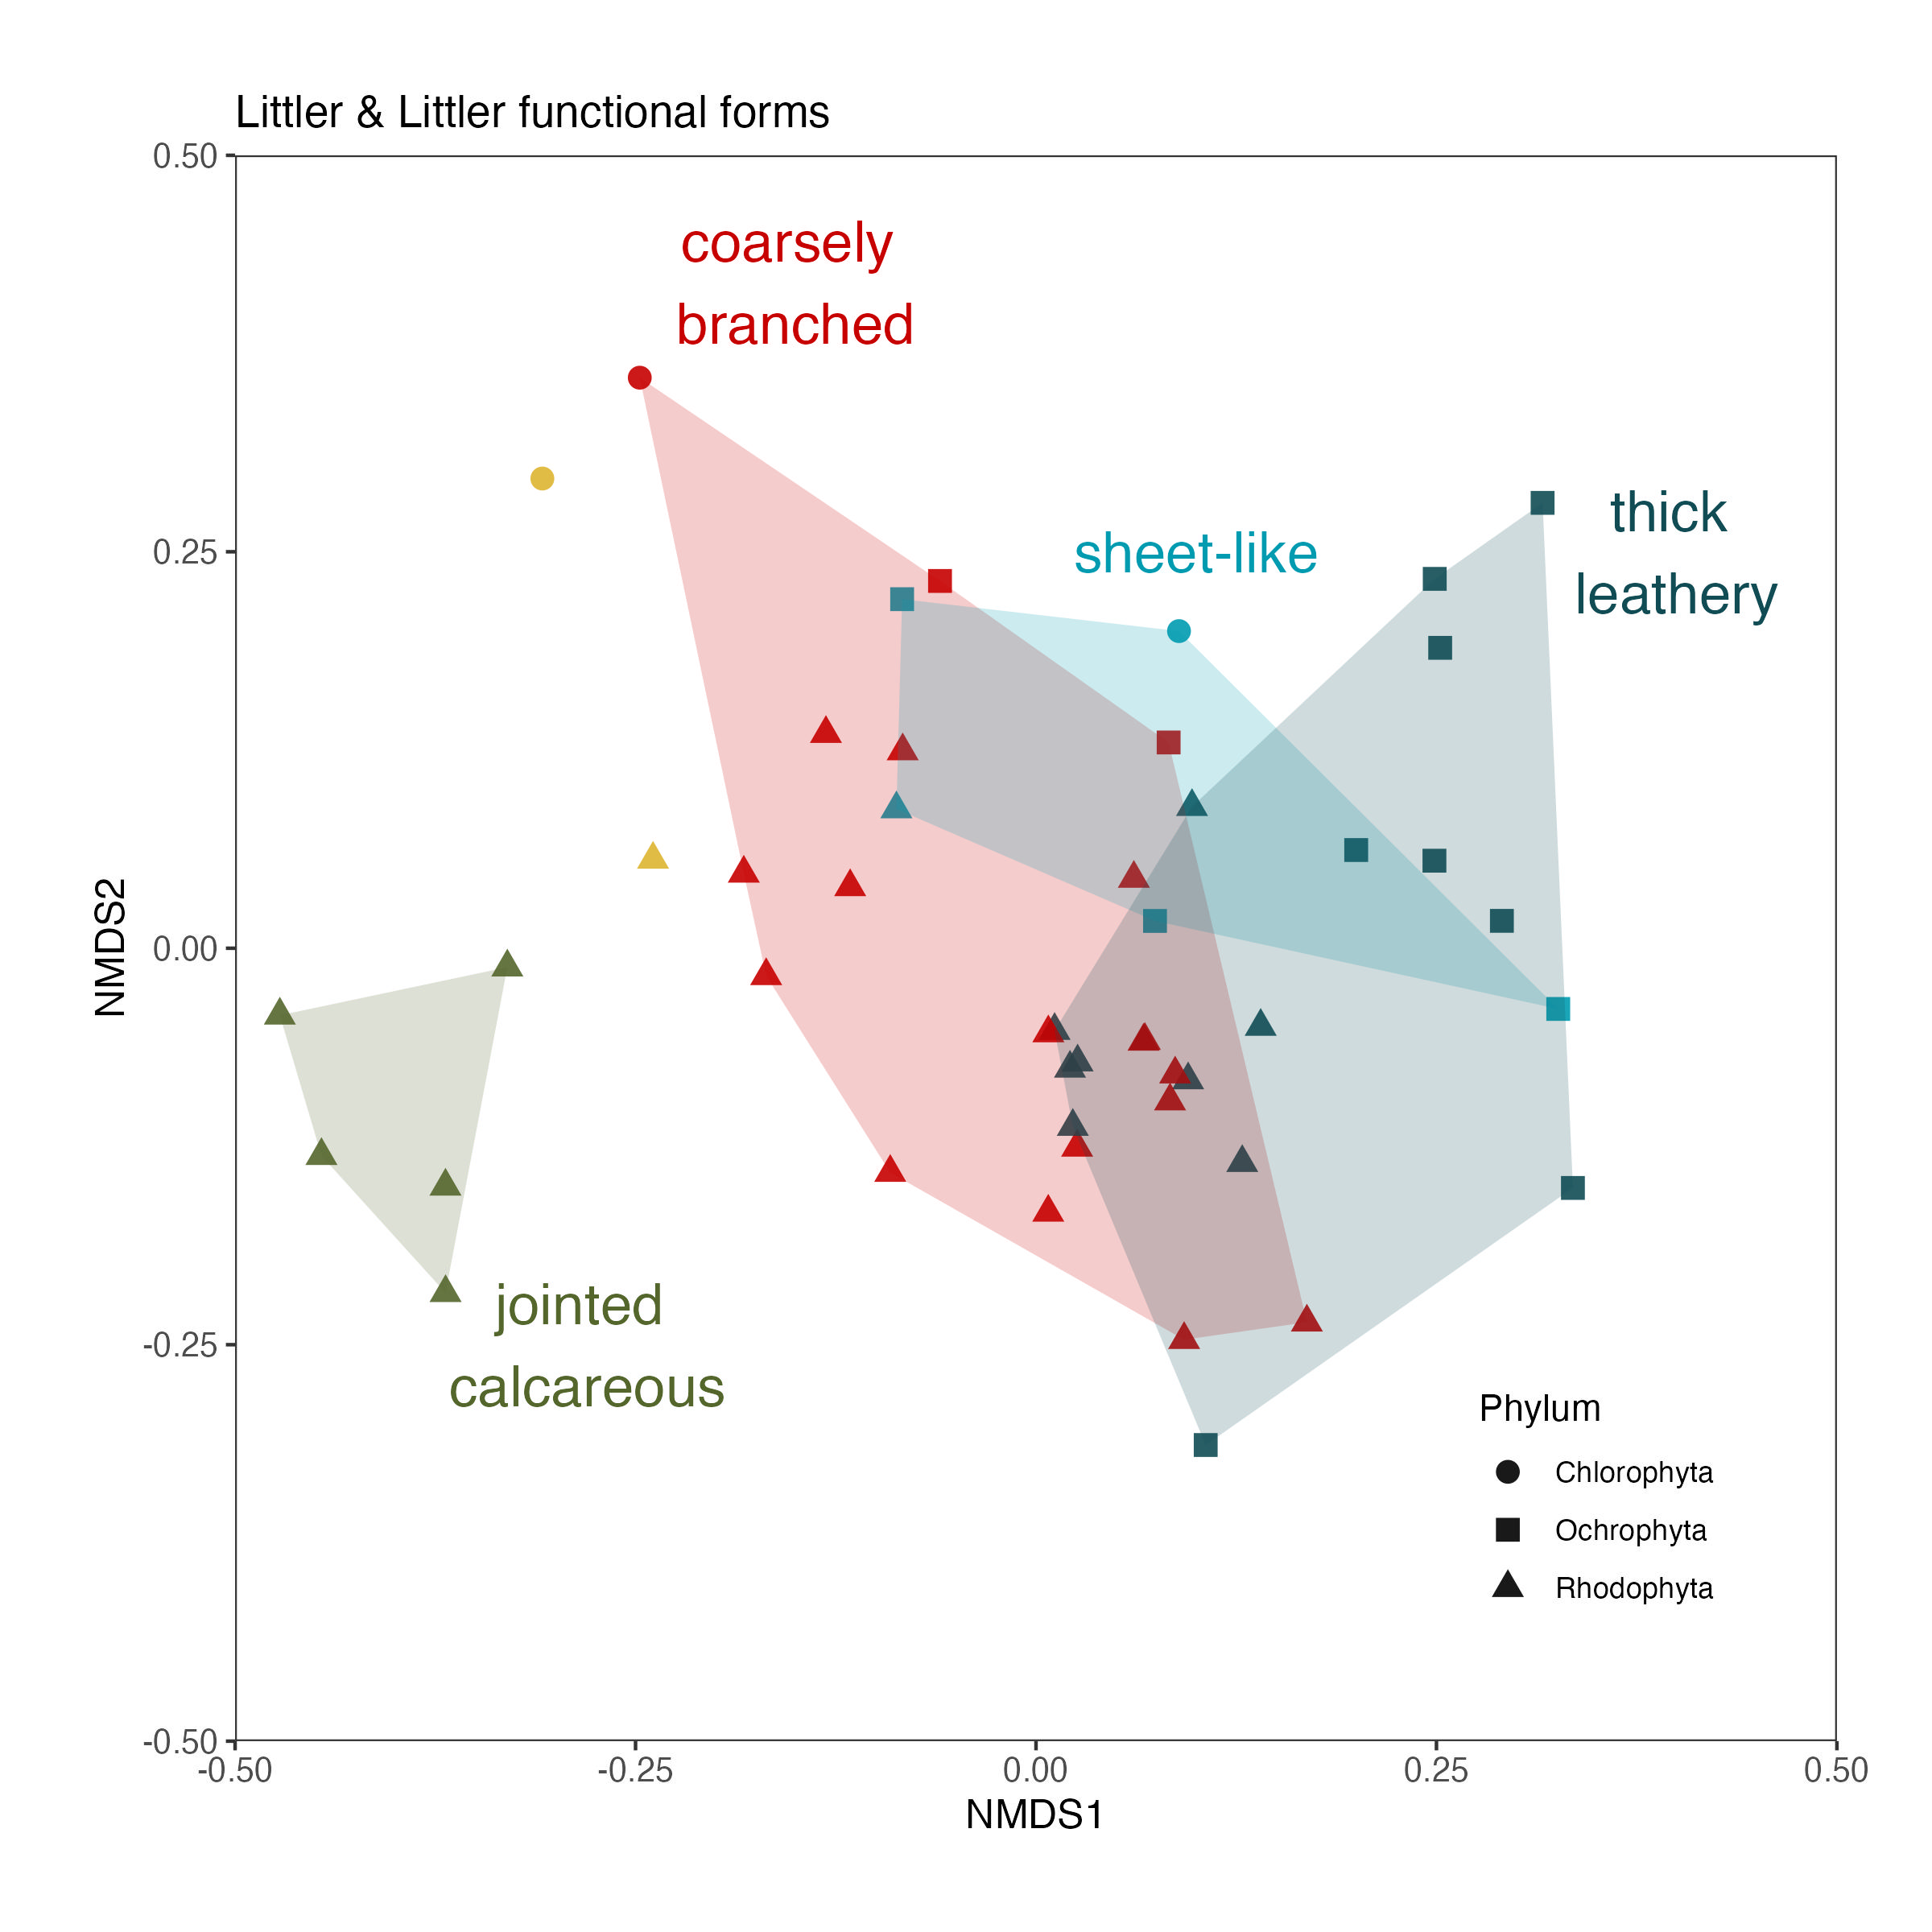 Littler & Littler functional forms
0.50
coarsely
branched
thick
leathery
sheet-like
0.25
NMDS2
0.00
jointed
calcareous
-0.25
Phylum
Chlorophyta
Ochrophyta
Rhodophyta
-0.50
-0.50 -0.25 0.00 0.25 0.50
NMDS1